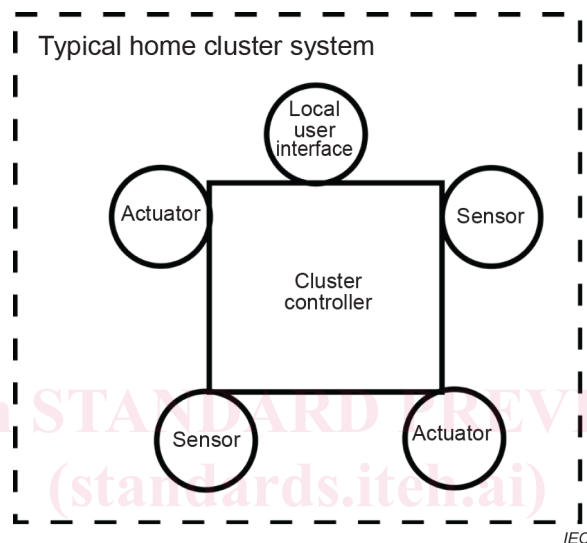 Typical home cluster system
Local
user
interface
Actuator
Sensor
Cluster
controller
STANDARD PREVI
(standards.iteh.ai)
Sensor
Actuator
IEC